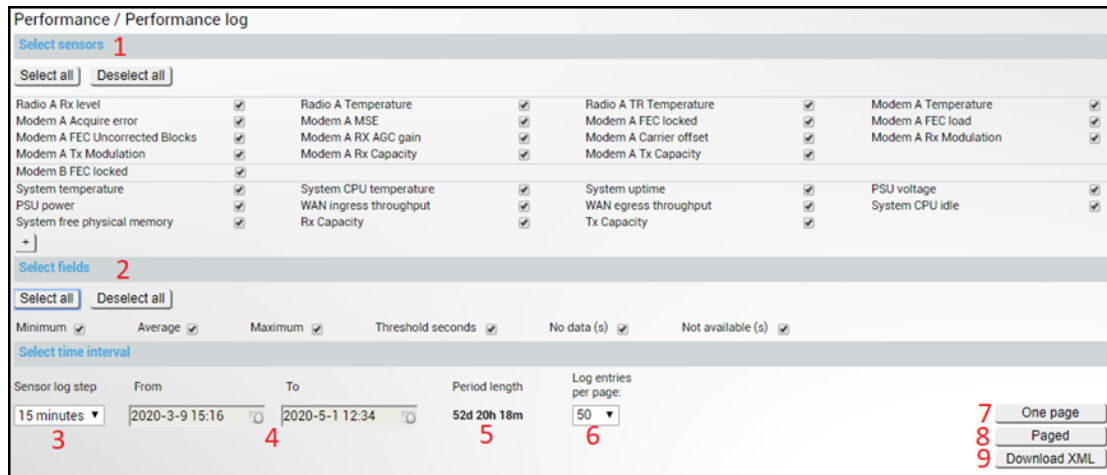 Performance / Performance log
Select sensors 1
Select all Deselect all
Radio A Rx level Radio A Temperature Radio A TR Temperature Modem A Temperature
Modem A Acquire error Modem A MSE Modem A FEC locked Modem A FEC load
Modem A FEC Uncorrected Blocks Modem A RX AGC gain Modem A Carrier offset Modem A Rx Modulation
Modem A Tx Modulation Modem A Rx Capacity Modem A Tx Capacity
Modem B FEC locked
System temperature System CPU temperature System uptime PSU voltage
PSU power WAN ingress throughput WAN egress throughput System CPU idle
System free physical memory Rx Capacity Tx Capacity
+
Select fields 2
Select all Deselect all
Minimum Average Maximum Threshold seconds No data (s) Not available (s)
Select time interval
Sensor log step From To Period length Log entries
per page:
15 minutes 2020-3-9 15:16 2020-5-1 12:34 52d 20h 18m 50
3 4 5 6
7 One page
8 Paged
9 Download XML